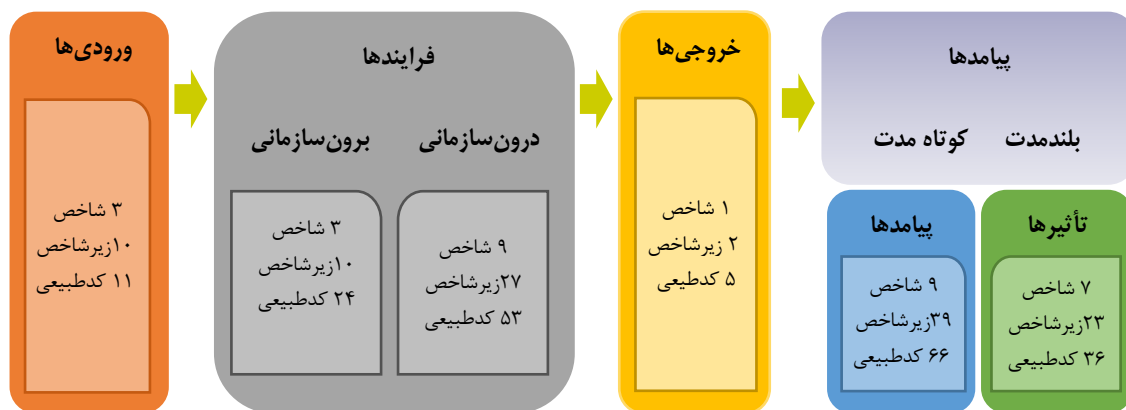 ورودی‌ها
۳ شاخص
۱۰زیرشاخص
۱۱ کدطبیعی
فرایندها
برون‌سازمانی
۳ شاخص
۱۰زیرشاخص
۲۴ کدطبیعی
درون‌سازمانی
۹ شاخص
۲۷زیرشاخص
۵۳ کدطبیعی
خروجی‌ها
۱ شاخص
۲ زیرشاخص
۵ کدطیعی
پیامدها
کوتاه مدت
بلندمدت
پیامدها
۹ شاخص
۳۹زیرشاخص
۶۶ کدطبیعی
تأثیرها
۷ شاخص
۲۳زیرشاخص
۳۶ کدطبیعی